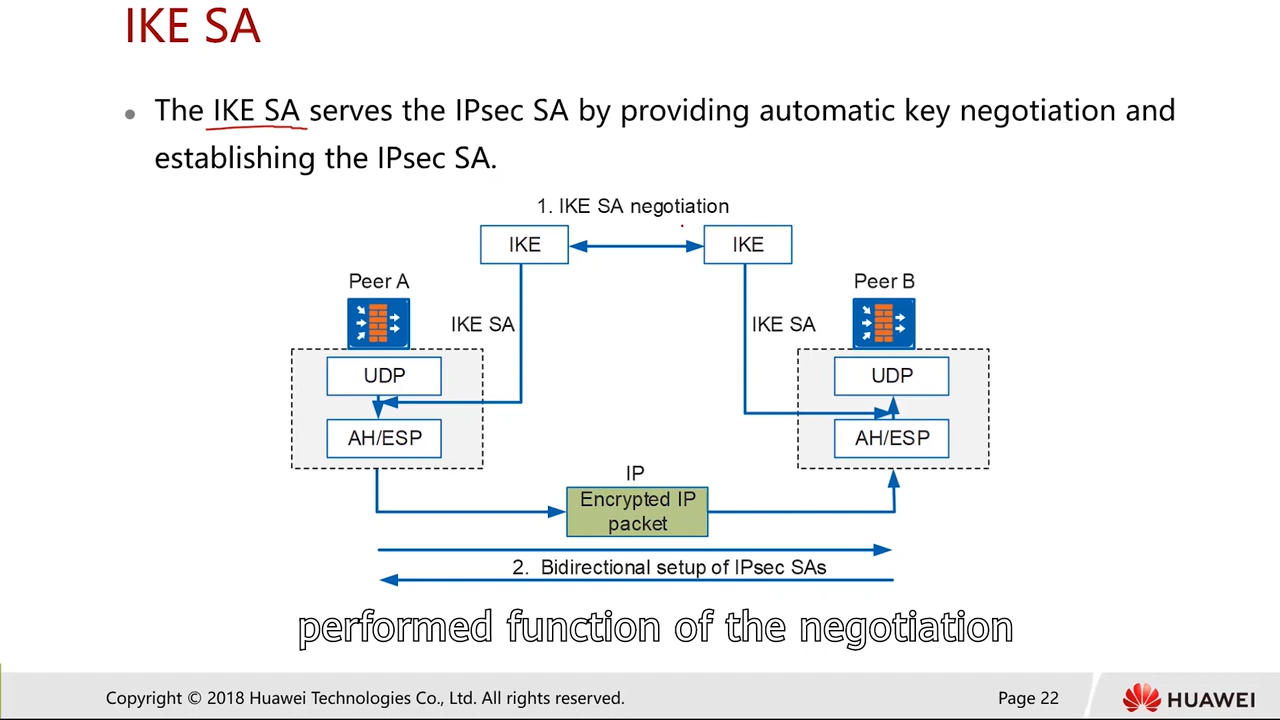 IKE SA
The IKE SA serves the IPsec SA by providing automatic key negotiation and
establishing the IPsec SA.
1. IKE SA negotiation
IKE
IKE
Peer A
Peer B
IKE SA
IKE SA
UDP
UDP
AH/ESP
AH/ESP
IP
Encrypted IP
packet
2. Bidirectional setup of IPsec SAs
performed function of the negotiation
Copyright © 2018 Huawei Technologies Co., Ltd. All rights reserved.
Page 22
HUAWEI